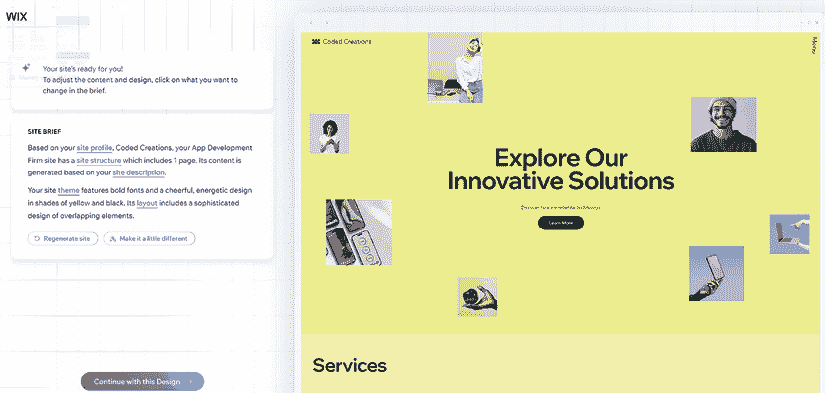 WIX
Your site's ready for you!
To adjust the content and design, click on what you want to
change in the brief.
SITE BRIEF
Based on your site profile, Coded Creations, your App Development
Firm site has a site structure which includes 1 page. Its content is
generated based on your site description.
Your site theme features bold fonts and a cheerful, energetic design
in shades of yellow and black. Its layout includes a sophisticated
design of overlapping elements.
Regenerate site
Make it a little different
Continue with this Design
Coded Creations
Menu
Explore Our
Innovative Solutions
Learn More
Services